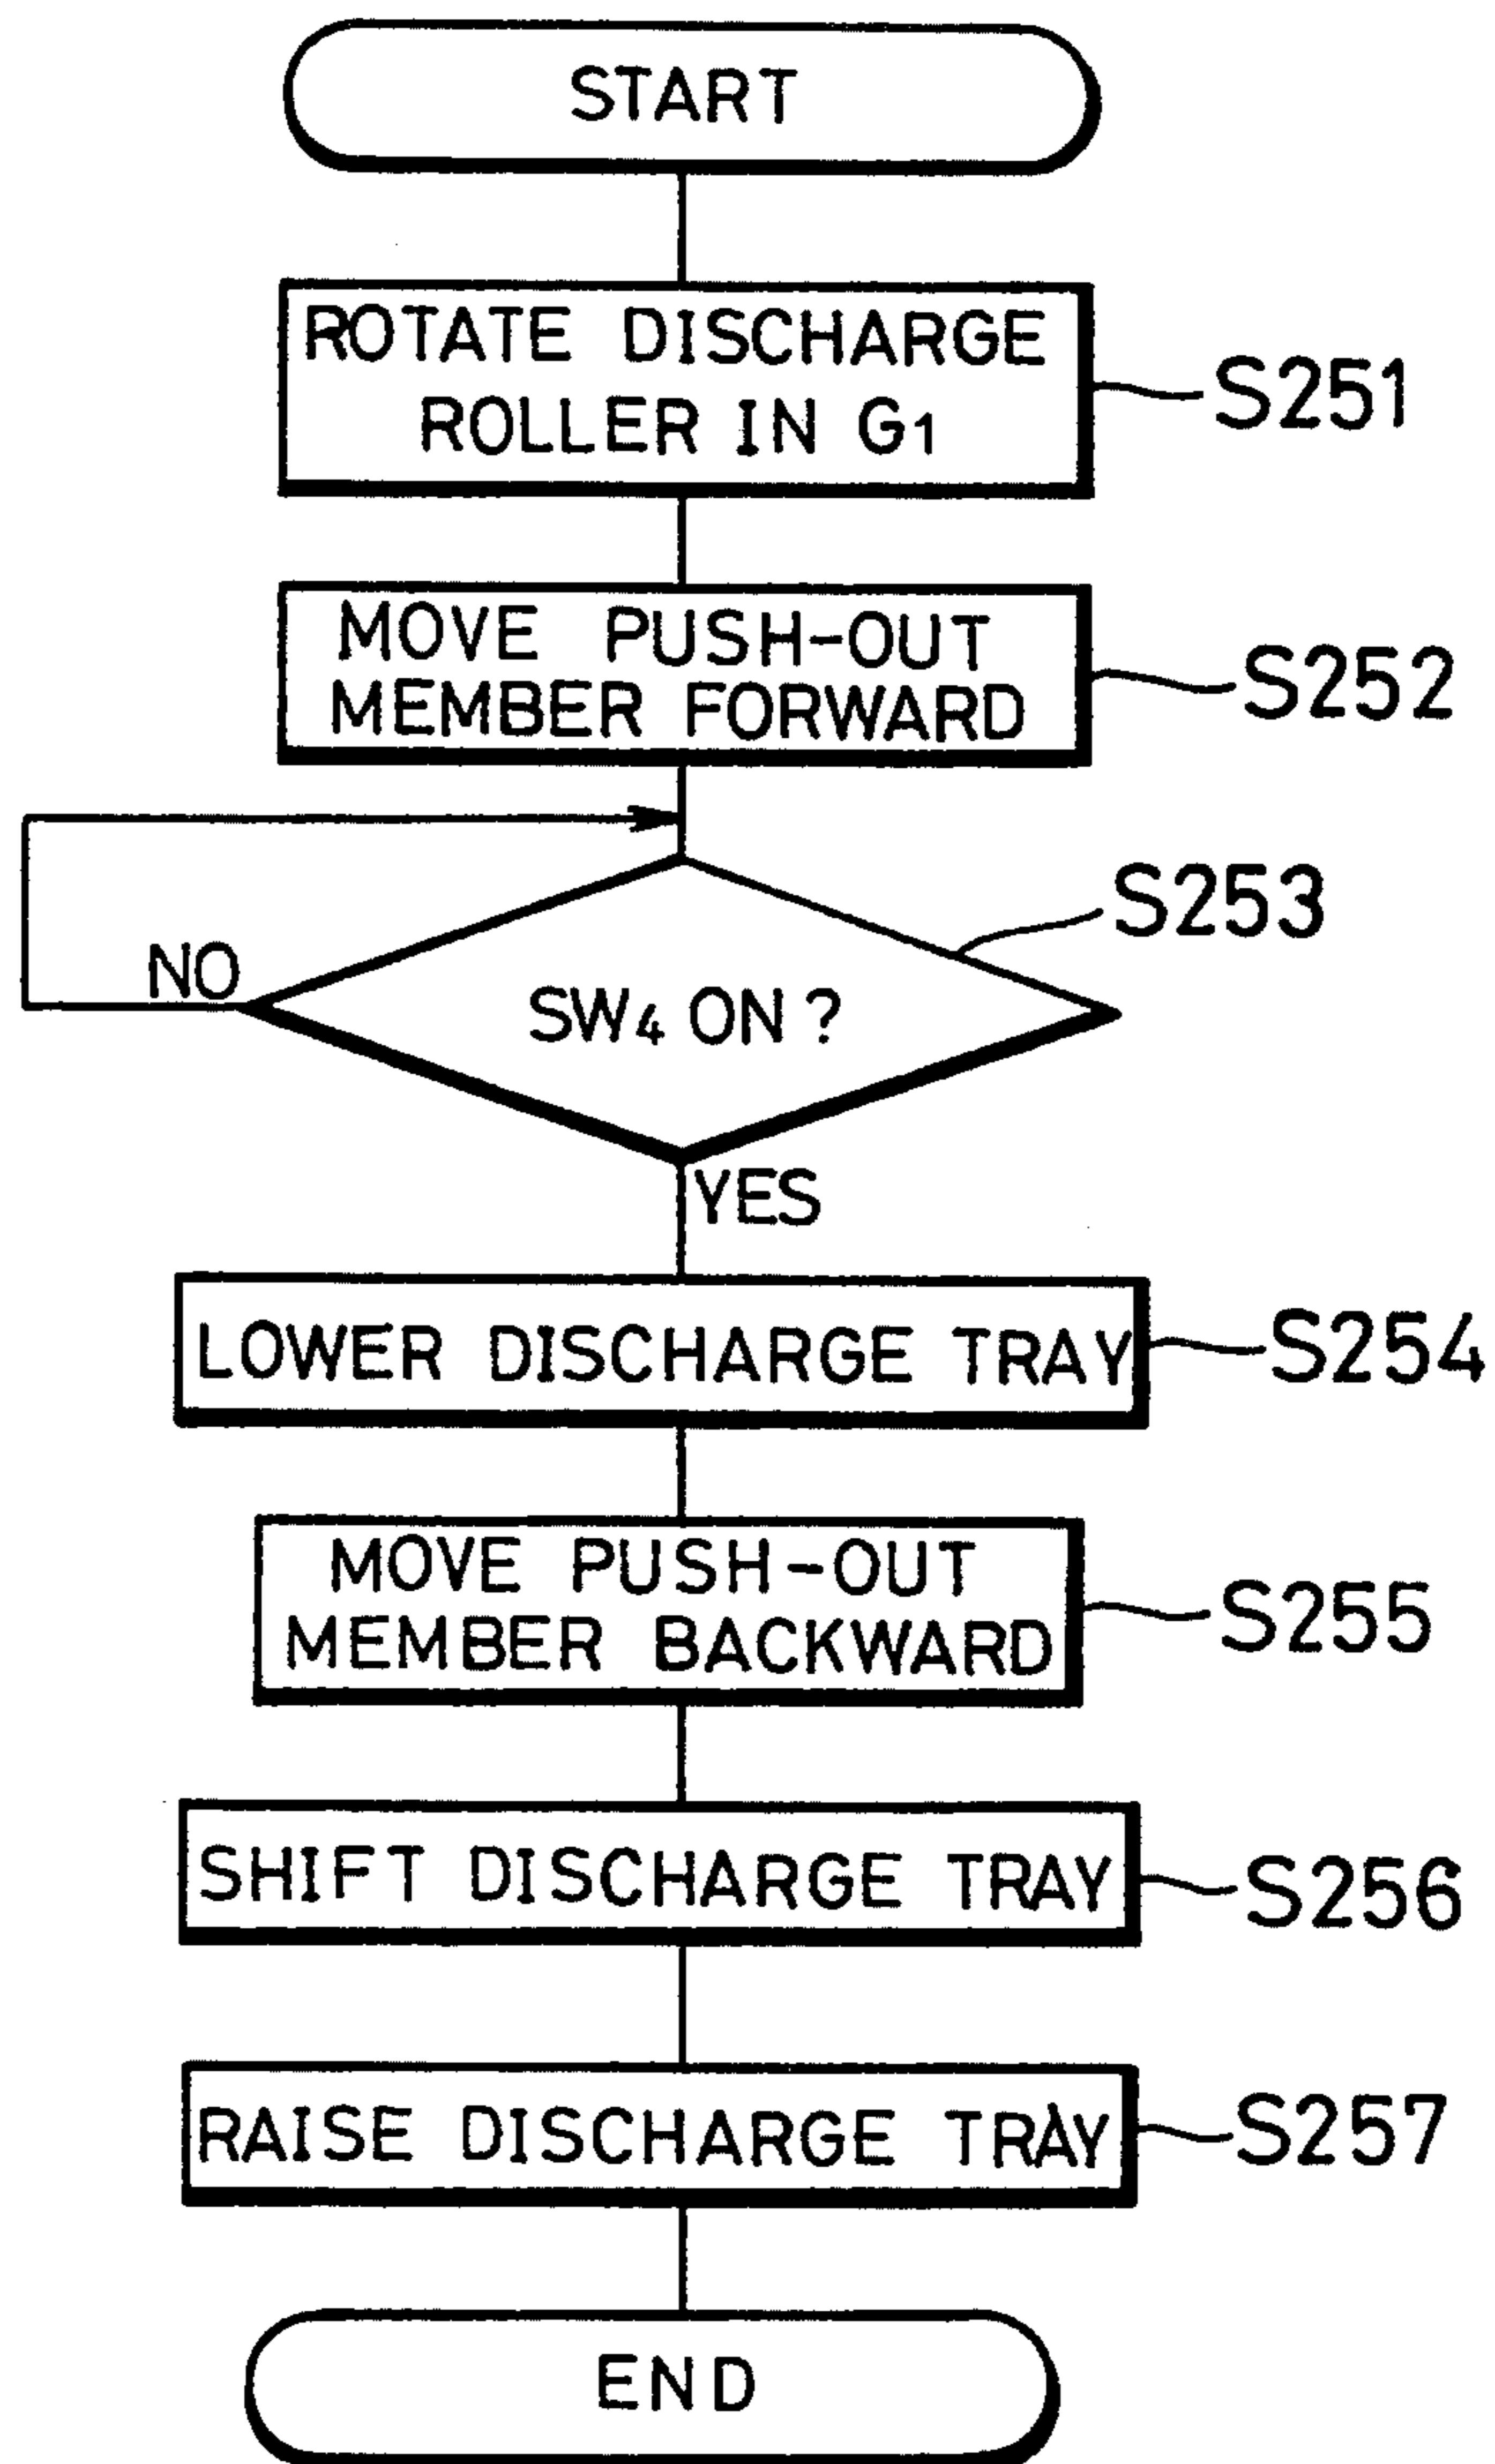 START
ROTATE DISCHARGE
ROLLER IN G1
S251
MOVE PUSH-OUT
MEMBER FORWARD
S252
S253
NO
SW4 ON?
YES
LOWER DISCHARGE TRAY
S254
MOVE PUSH-OUT
MEMBER BACKWARD
S255
SHIFT DISCHARGE TRAY
S256
RAISE DISCHARGE TRAY
S257
END